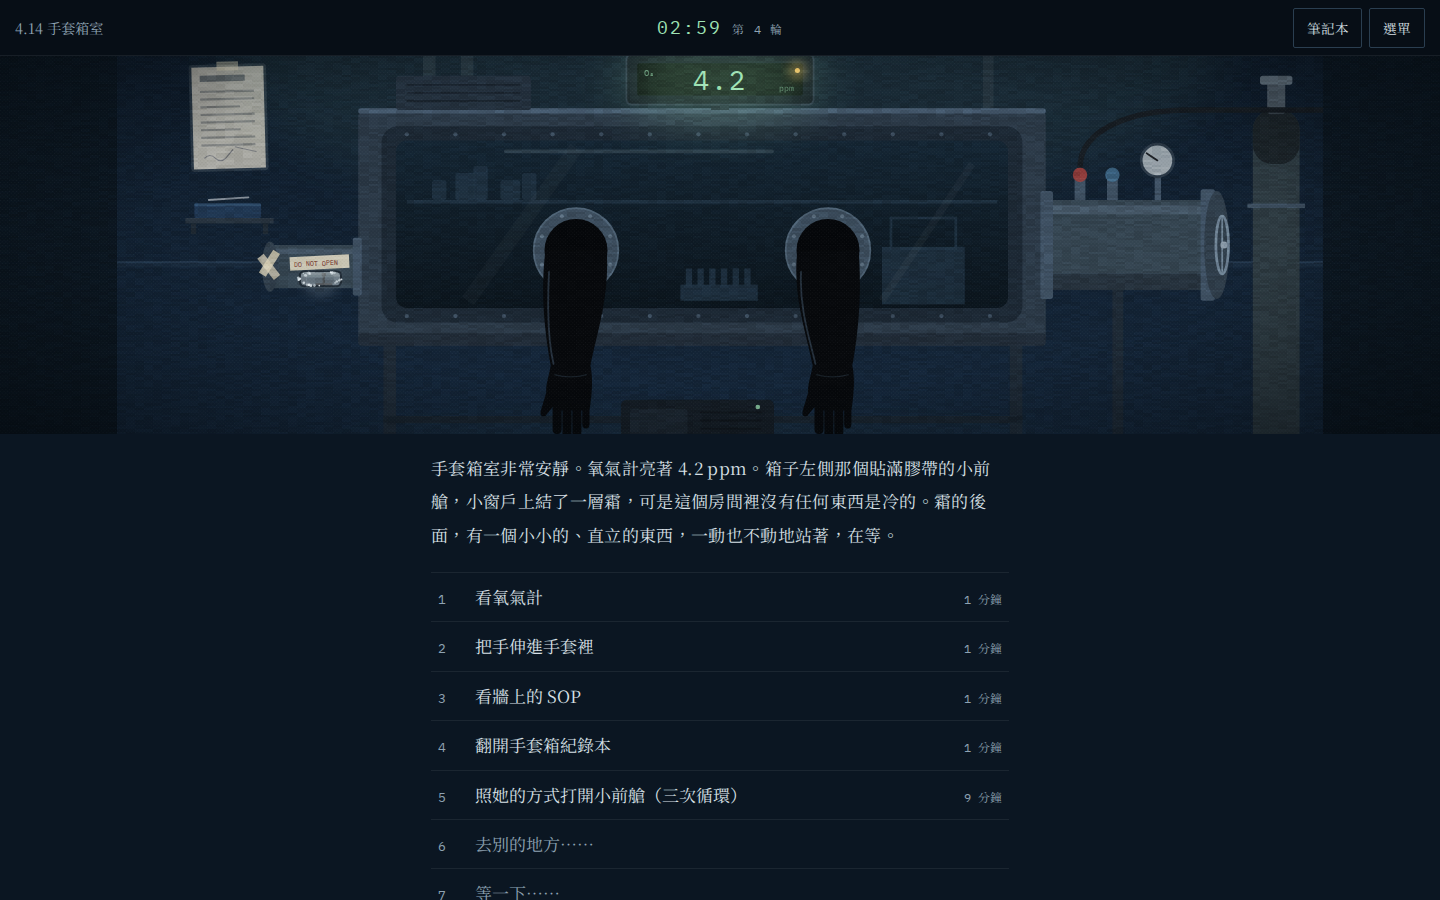 4.14 手套箱室
02:59 第 4 輪
筆記本
選單
O₂
4.2
ppm
DO NOT OPEN
手套箱室非常安靜。氧氣計亮著 4.2 ppm。箱子左側那個貼滿膠帶的小前
艙，小窗戶上結了一層霜，可是這個房間裡沒有任何東西是冷的。霜的後
面，有一個小小的、直立的東西，一動也不動地站著，在等。
1 看氧氣計 1 分鐘
2 把手伸進手套裡 1 分鐘
3 看牆上的 SOP 1 分鐘
4 翻開手套箱紀錄本 1 分鐘
5 照她的方式打開小前艙（三次循環） 9 分鐘
6 去別的地方⋯⋯
7 等一下⋯⋯